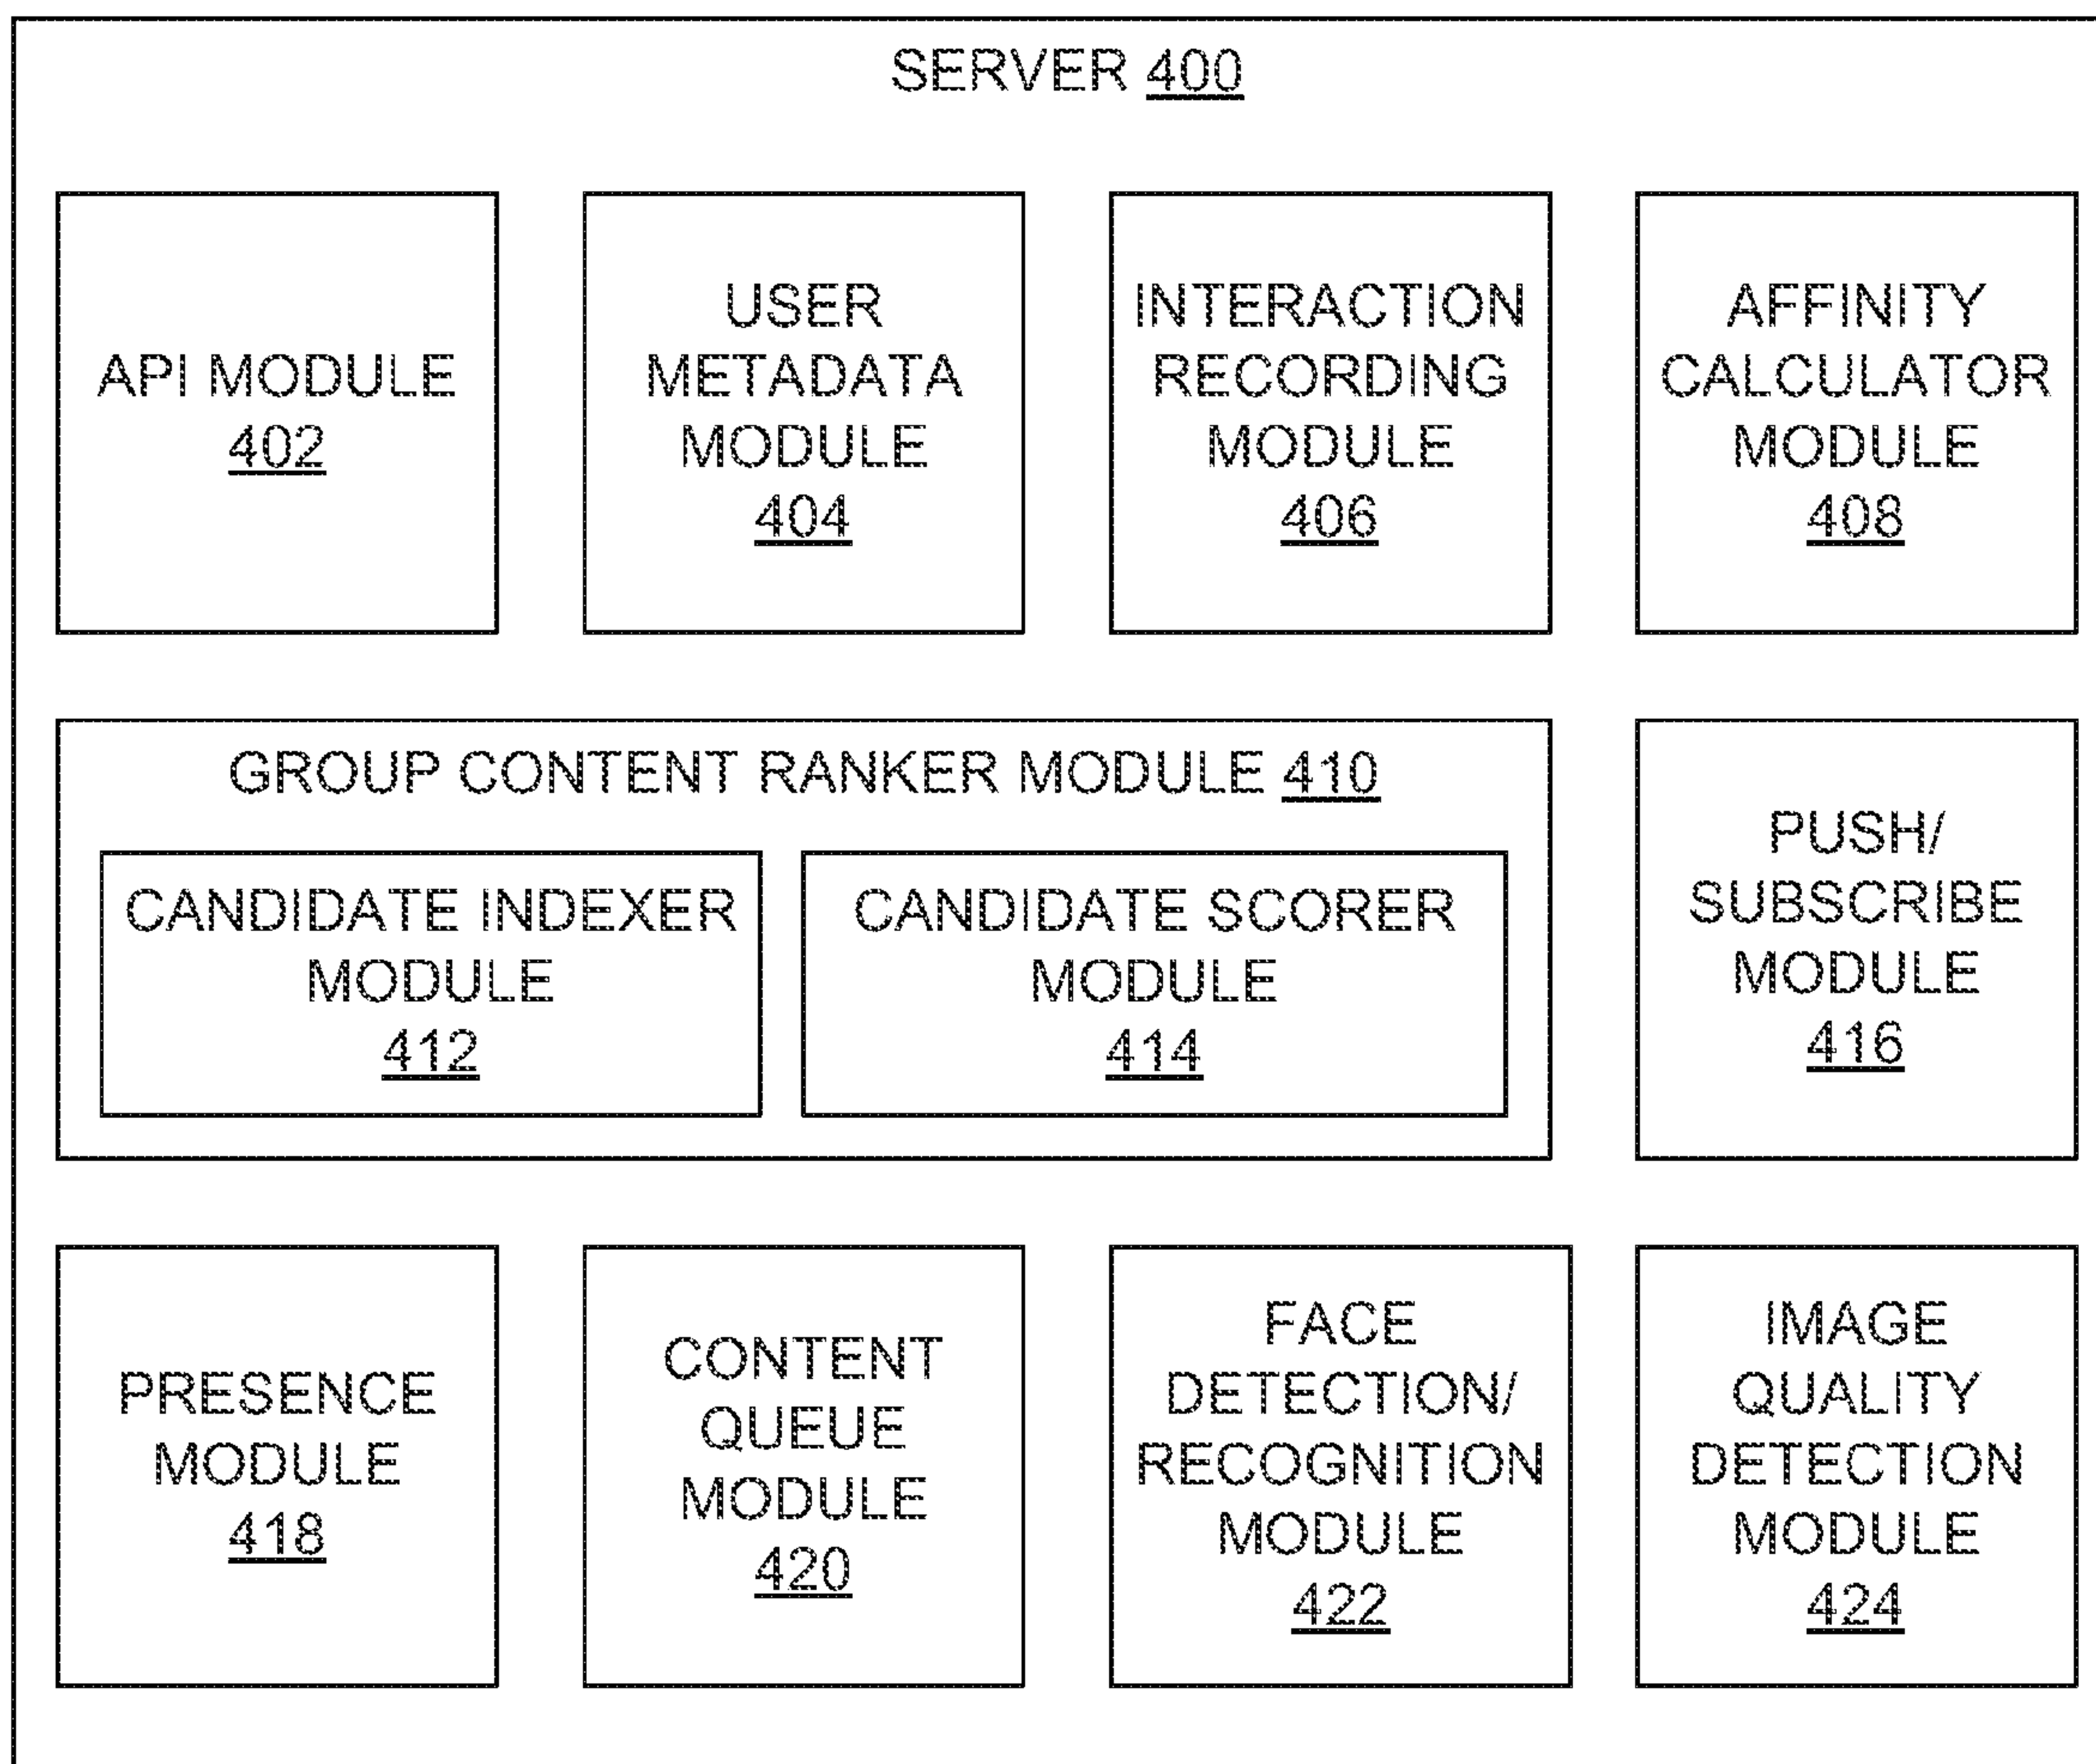 SERVER 400
API MODULE
402
USER
METADATA
MODULE
404
INTERACTION
RECORDING
MODULE
406
AFFINITY
CALCULATOR
MODULE
408
GROUP CONTENT RANKER MODULE 410
CANDIDATE INDEXER
MODULE
412
CANDIDATE SCORER
MODULE
414
PUSH/
SUBSCRIBE
MODULE
416
PRESENCE
MODULE
418
CONTENT
QUEUE
MODULE
420
FACE
DETECTION/
RECOGNITION
MODULE
422
IMAGE
QUALITY
DETECTION
MODULE
424